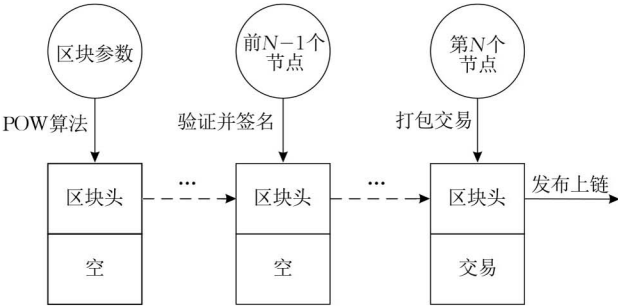 区块参数
前N−1个
节点
第N个
节点
POW算法
验证并签名
打包交易
区块头
...
区块头
...
区块头
发布上链
空
空
交易